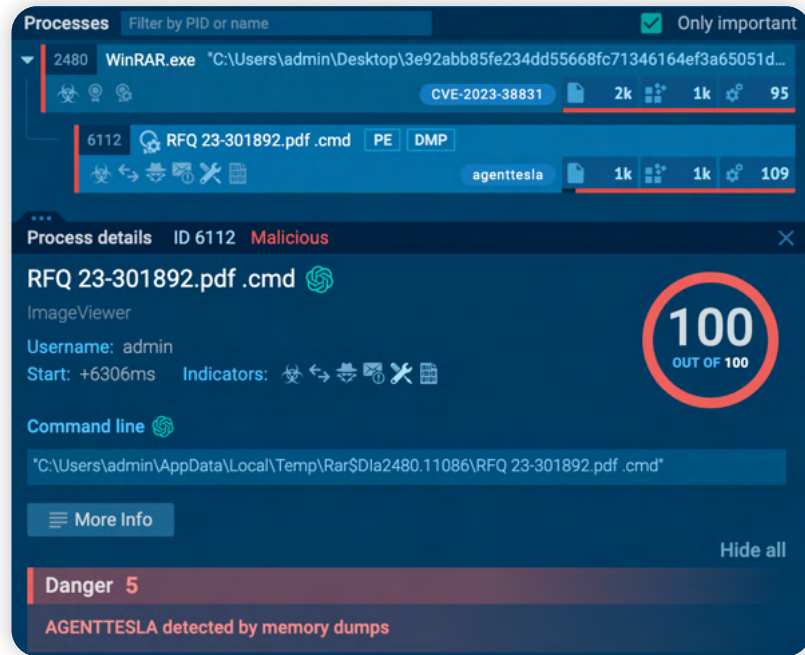 Processes Filter by PID or name Only important
2480 WinRAR.exe "C:\Users\admin\Desktop\3e92abb85fe234dd55668fc71346164ef3a65051d...
CVE-2023-38831 2k 1k 95
6112 RFQ 23-301892.pdf .cmd PE DMP
agenttesla 1k 1k 109
Process details ID 6112 Malicious
RFQ 23-301892.pdf .cmd
ImageViewer
100
OUT OF 100
Username: admin
Start: +6306ms Indicators:
Command line
"C:\Users\admin\AppData\Local\Temp\Rar$DIa2480.11086\RFQ 23-301892.pdf .cmd"
More Info
Hide all
Danger 5
AGENTTESLA detected by memory dumps